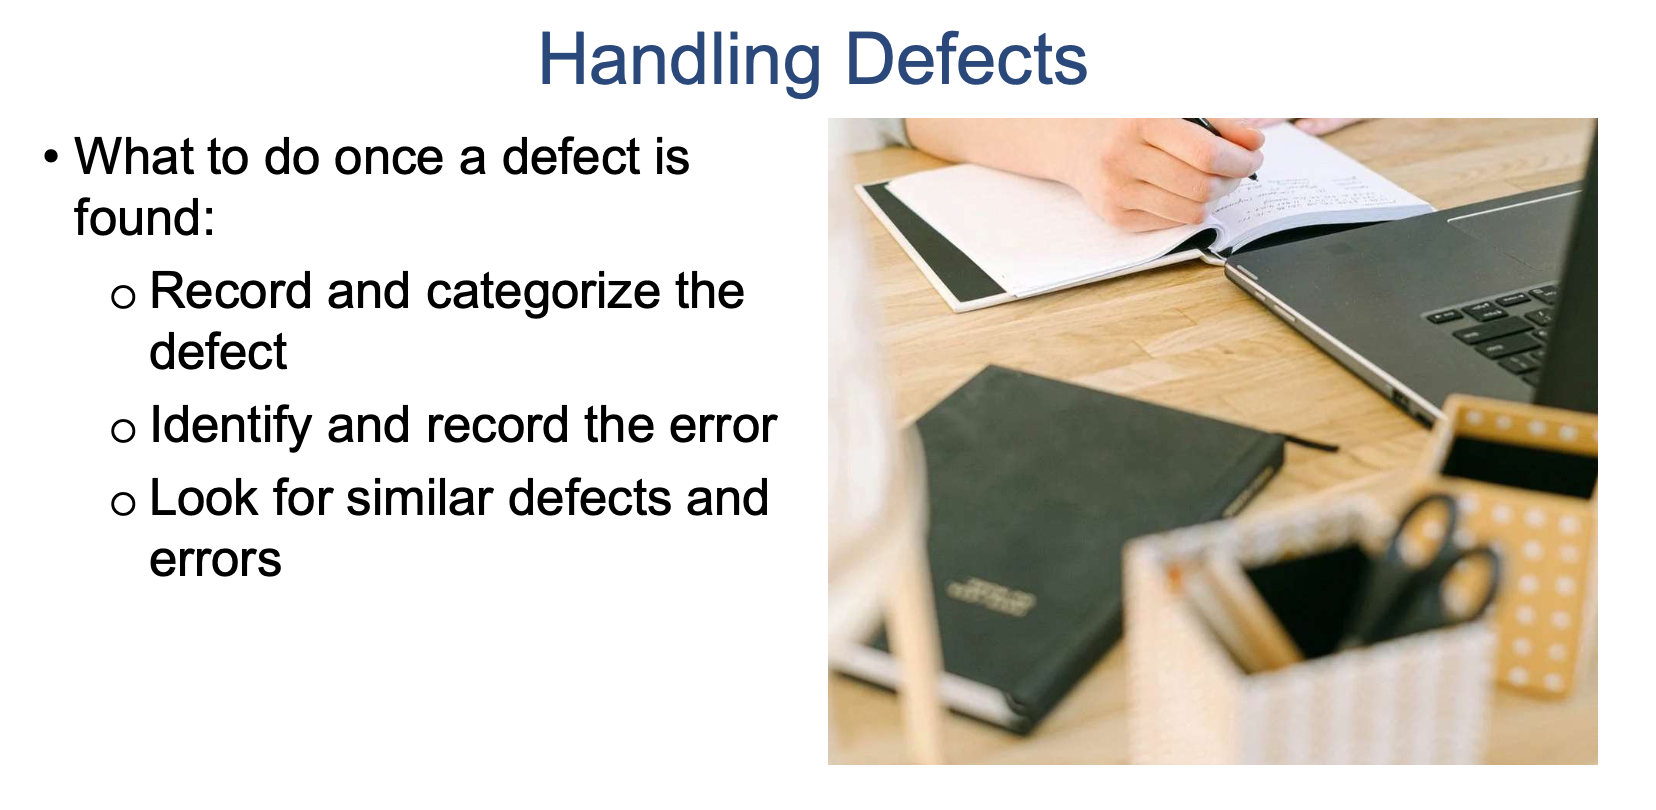 Handling Defects
• What to do once a defect is
found:
o Record and categorize the
defect
o Identify and record the error
o Look for similar defects and
errors